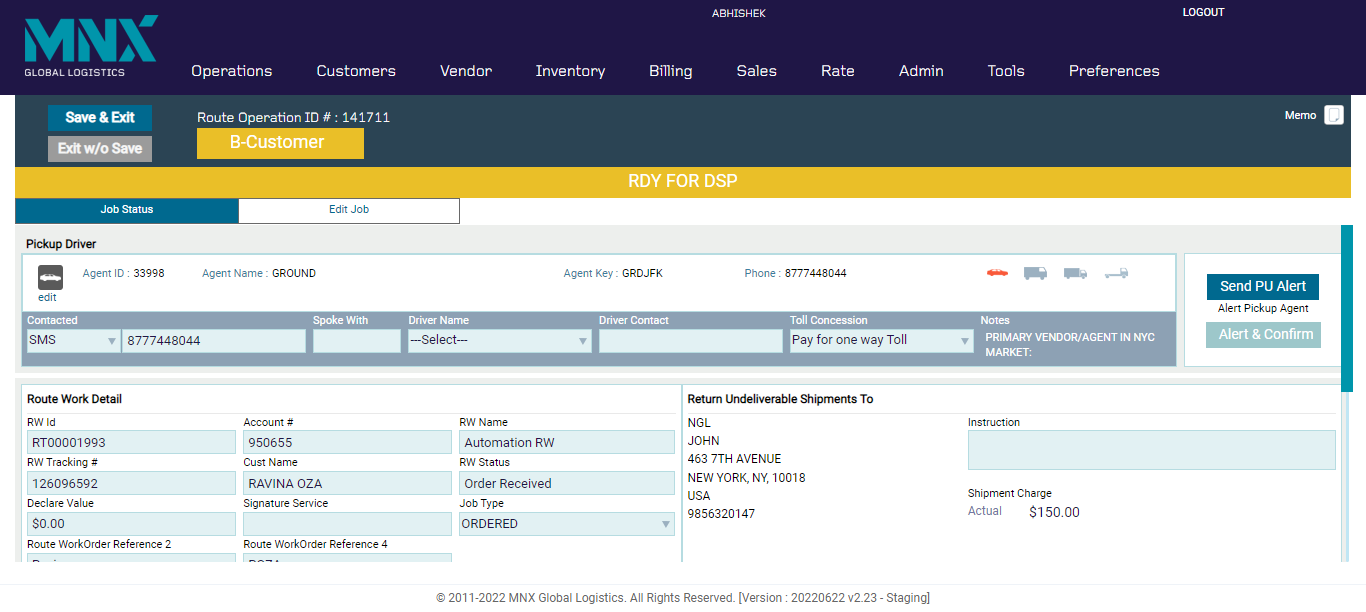 ABHISHEK
LOGOUT
MNX
GLOBAL LOGISTICS
Operations Customers Vendor Inventory Billing Sales Rate Admin Tools Preferences
Save & Exit
Exit w/o Save
Route Operation ID # : 141711
B-Customer
Memo
RDY FOR DSP
Job Status Edit Job
Pickup Driver
edit
Agent ID : 33998 Agent Name : GROUND Agent Key : GRDJFK Phone : 8777448044
Contacted Spoke With Driver Name Driver Contact Toll Concession Notes
SMS 8777448044 ---Select--- Pay for one way Toll
PRIMARY VENDOR/AGENT IN NYC
MARKET:
Send PU Alert
Alert Pickup Agent
Alert & Confirm
Route Work Detail
RW Id Account # RW Name
RT00001993 950655 Automation RW
RW Tracking # Cust Name RW Status
126096592 RAVINA OZA Order Received
Declare Value Signature Service Job Type
$0.00 ORDERED
Route WorkOrder Reference 2 Route WorkOrder Reference 4
Return Undeliverable Shipments To
NGL
JOHN
463 7TH AVENUE
NEW YORK, NY, 10018
USA
9856320147
Instruction
Shipment Charge
Actual $150.00
© 2011-2022 MNX Global Logistics. All Rights Reserved. [Version : 20220622 v2.23 - Staging]